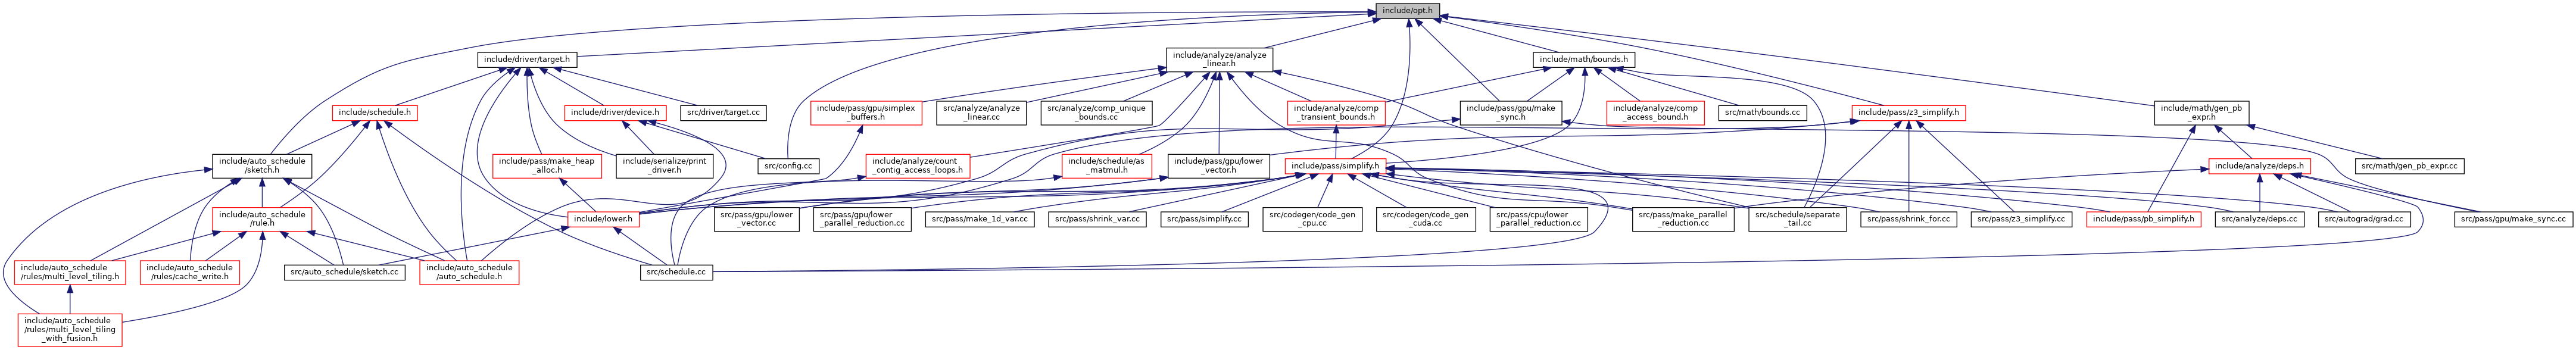 include/opt.h
include/driver/target.h
include/analyze/analyze
_linear.h
include/math/bounds.h
include/schedule.h
include/driver/device.h
src/driver/target.cc
include/pass/gpu/simplex
_buffers.h
src/analyze/analyze
_linear.cc
src/analyze/comp_unique
_bounds.cc
include/analyze/comp
_transient_bounds.h
include/pass/gpu/make
_sync.h
include/analyze/comp
_access_bound.h
src/math/bounds.cc
include/pass/z3_simplify.h
include/math/gen_pb
_expr.h
include/auto_schedule
/sketch.h
include/pass/make_heap
_alloc.h
include/serialize/print
_driver.h
src/config.cc
include/analyze/count
_contig_access_loops.h
include/schedule/as
_matmul.h
include/pass/gpu/lower
_vector.h
include/pass/simplify.h
include/analyze/deps.h
src/math/gen_pb_expr.cc
include/auto_schedule
/rule.h
include/lower.h
src/pass/gpu/lower
_vector.cc
src/pass/gpu/lower
_parallel_reduction.cc
src/pass/make_1d_var.cc
src/pass/shrink_var.cc
src/pass/simplify.cc
src/codegen/code_gen
_cpu.cc
src/codegen/code_gen
_cuda.cc
src/pass/cpu/lower
_parallel_reduction.cc
src/pass/make_parallel
_reduction.cc
src/schedule/separate
_tail.cc
src/pass/shrink_for.cc
src/pass/z3_simplify.cc
include/pass/pb_simplify.h
src/analyze/deps.cc
src/autograd/grad.cc
src/pass/gpu/make_sync.cc
include/auto_schedule
/rules/multi_level_tiling.h
include/auto_schedule
/rules/cache_write.h
src/auto_schedule/sketch.cc
include/auto_schedule
/auto_schedule.h
src/schedule.cc
include/auto_schedule
/rules/multi_level_tiling
_with_fusion.h